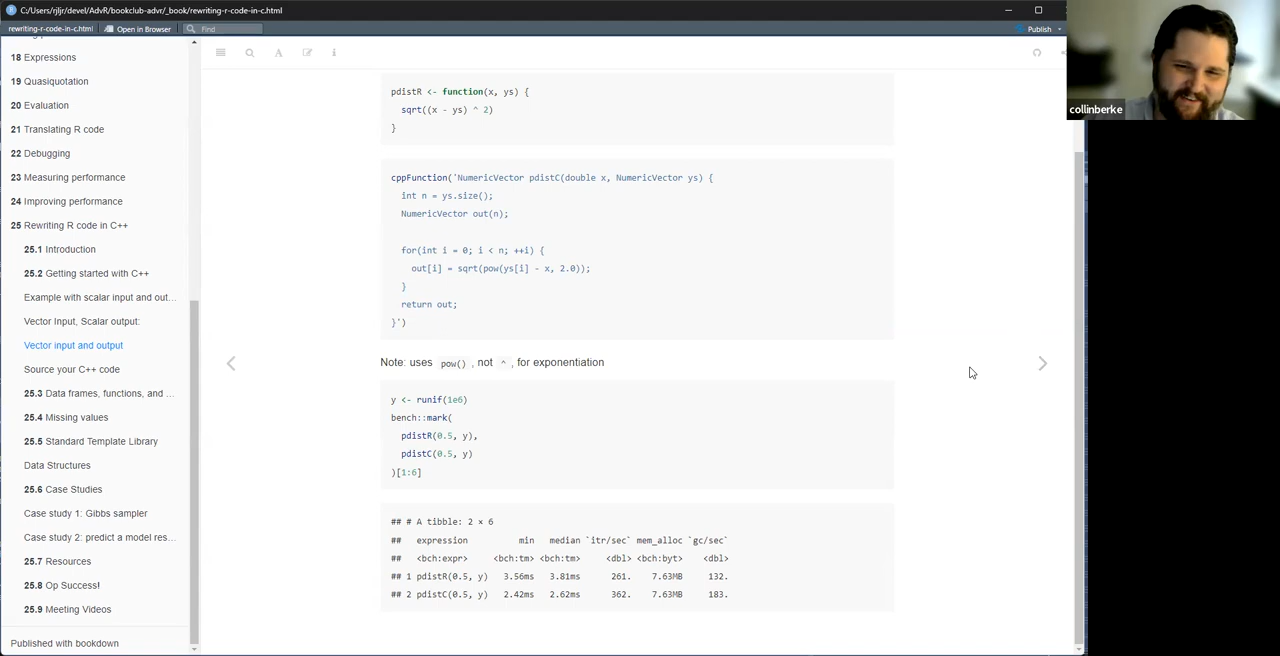 C:/Users/rjljr/devel/AdvR/bookclub-advr/_book/rewriting-r-code-in-c.html
rewriting-r-code-in-c.html
Open in Browser
Find
Publish
collinberke
18 Expressions
19 Quasiquotation
20 Evaluation
21 Translating R code
22 Debugging
23 Measuring performance
24 Improving performance
25 Rewriting R code in C++
25.1 Introduction
25.2 Getting started with C++
Example with scalar input and out...
Vector Input, Scalar output:
Vector input and output
Source your C++ code
25.3 Data frames, functions, and ...
25.4 Missing values
25.5 Standard Template Library
Data Structures
25.6 Case Studies
Case study 1: Gibbs sampler
Case study 2: predict a model res...
25.7 Resources
25.8 Op Success!
25.9 Meeting Videos
Published with bookdown
pdistR <- function(x, ys) {
sqrt((x - ys) ^ 2)
}
cppFunction('NumericVector pdistC(double x, NumericVector ys) {
int n = ys.size();
NumericVector out(n);
for(int i = 0; i < n; ++i) {
out[i] = sqrt(pow(ys[i] - x, 2.0));
}
return out;
}')
Note: uses pow() , not ^ , for exponentiation
y <- runif(1e6)
bench::mark(
pdistR(0.5, y),
pdistC(0.5, y)
)[1:6]
## # A tibble: 2 × 6
## expression min median `itr/sec` mem_alloc `gc/sec`
## <bch:expr> <bch:tm> <bch:tm> <dbl> <bch:byt> <dbl>
## 1 pdistR(0.5, y) 3.56ms 3.81ms 261. 7.63MB 132.
## 2 pdistC(0.5, y) 2.42ms 2.62ms 362. 7.63MB 183.